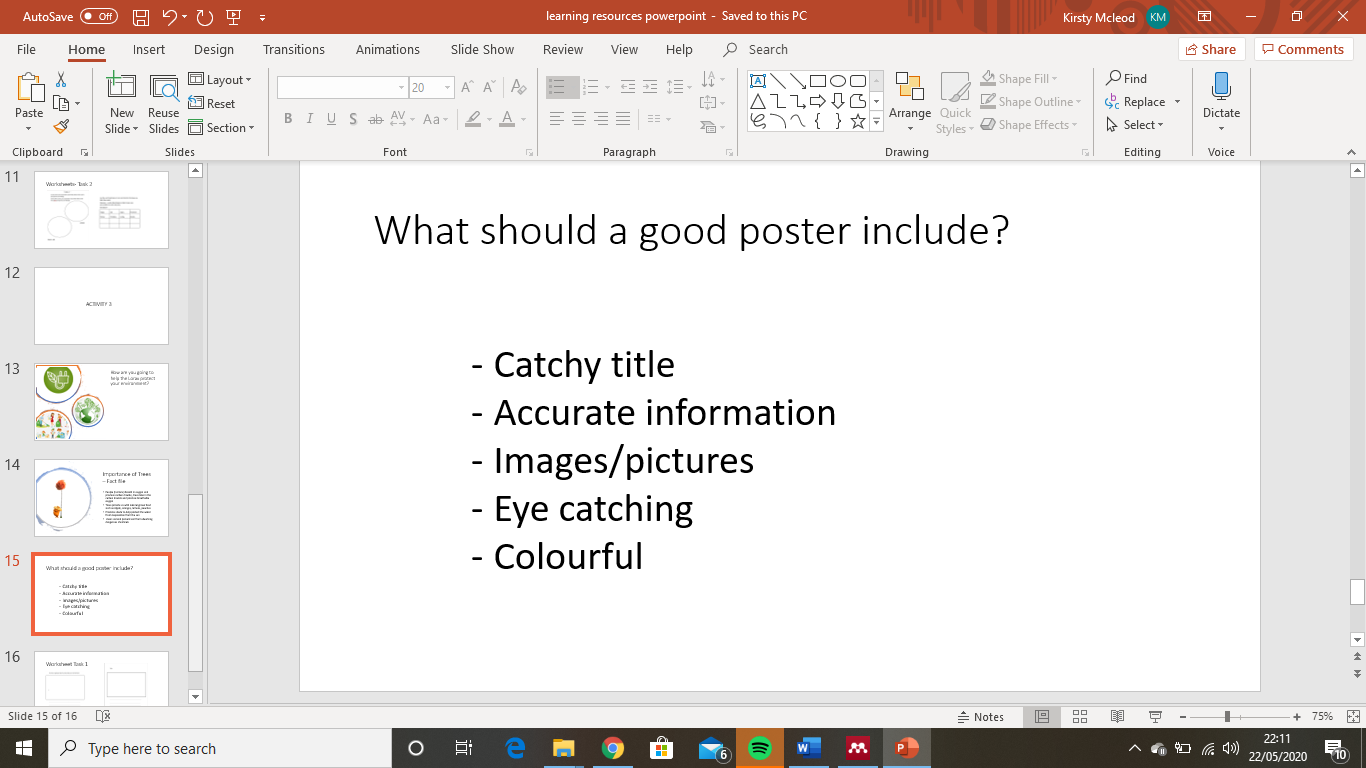 AutoSave Off
learning resources powerpoint - Saved to this PC
Kirsty Mcleod KM
File Home Insert Design Transitions Animations Slide Show Review View Help Search
Share Comments
Paste
New Slide
Reuse Slides
Layout
Reset
Section
20
B I U S ab AV Aa A
A
Arrange
Quick Styles
Shape Fill
Shape Outline
Shape Effects
Find
Replace
Select
Dictate
Clipboard Slides Font Paragraph Drawing Editing Voice
11
Worksheets- Task 2
12
ACTIVITY 3
13
How are you going to
help the Lorax protect
your environment?
14
Importance of Trees
– Fact file
15
What should a good poster include?
- Catchy title
- Accurate information
- Images/pictures
- Eye catching
- Colourful
16
Worksheet Task 1
What should a good poster include?
- Catchy title
- Accurate information
- Images/pictures
- Eye catching
- Colourful
Slide 15 of 16
Notes
75%
Type here to search
6
22:11
22/05/2020
10